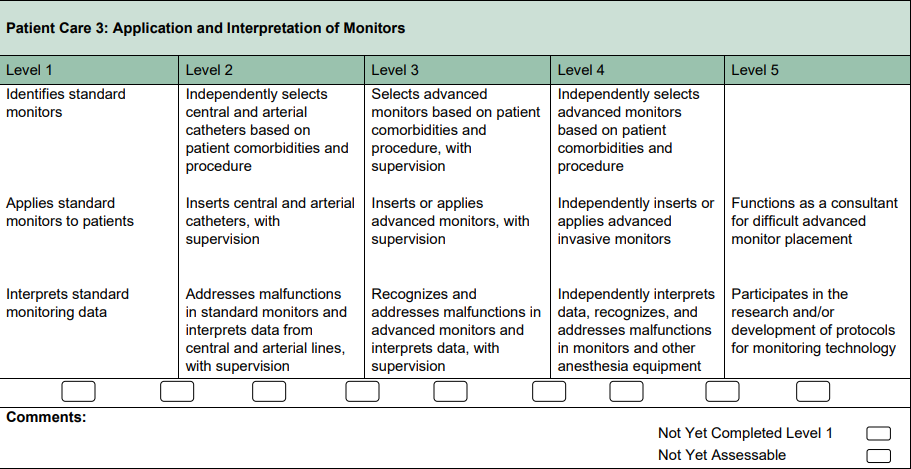 Patient Care 3: Application and Interpretation of Monitors
Level 1
Level 2
Level 3
Level 4
Level 5
Identifies standard
monitors
Independently selects
central and arterial
catheters based on
patient comorbidities and
procedure
Selects advanced
monitors based on patient
comorbidities and
procedure, with
supervision
Independently selects
advanced monitors
based on patient
comorbidities and
procedure
Applies standard
monitors to patients
Inserts central and arterial
catheters, with
supervision
Inserts or applies
advanced monitors, with
supervision
Independently inserts or
applies advanced
invasive monitors
Functions as a consultant
for difficult advanced
monitor placement
Interprets standard
monitoring data
Addresses malfunctions
in standard monitors and
interprets data from
central and arterial lines,
with supervision
Recognizes and
addresses malfunctions in
advanced monitors and
interprets data, with
supervision
Independently interprets
data, recognizes, and
addresses malfunctions
in monitors and other
anesthesia equipment
Participates in the
research and/or
development of protocols
for monitoring technology
Comments:
Not Yet Completed Level 1
Not Yet Assessable